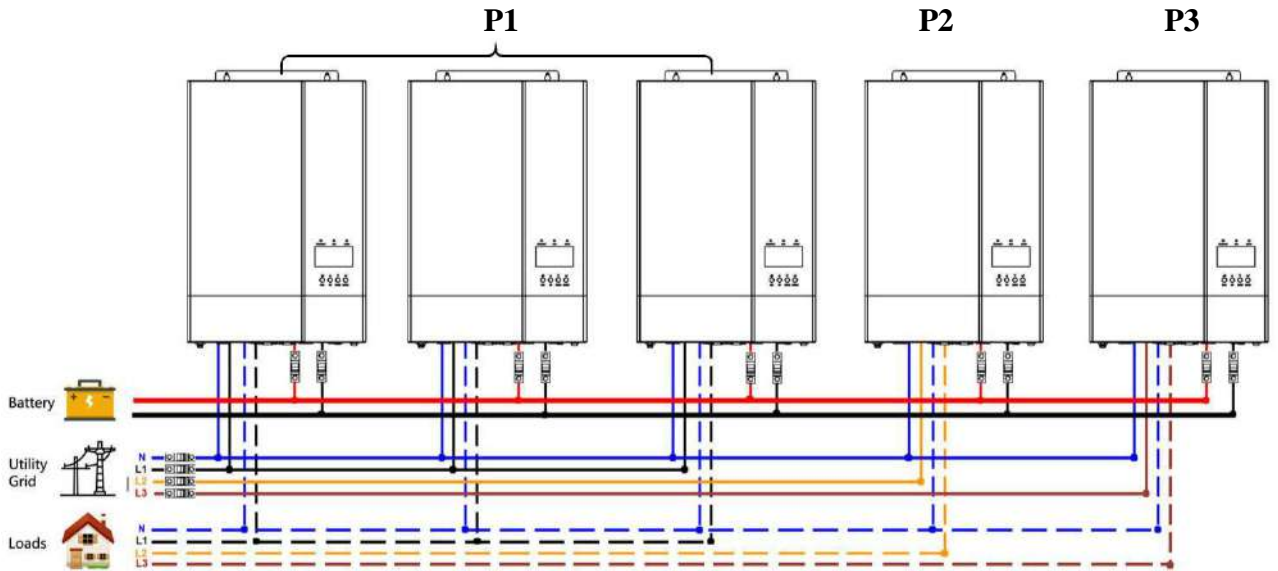 P1 P2 P3
Battery
+ -
Utility
Grid
N
L1
L2
L3
Loads
N
L1
L2
L3